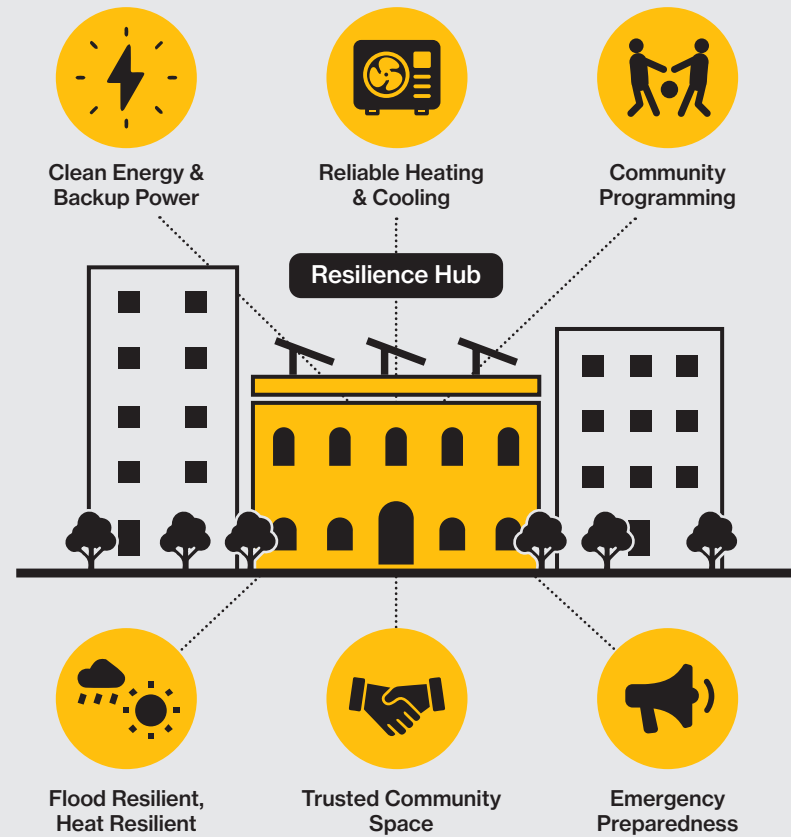 Clean Energy &
Backup Power
Reliable Heating
& Cooling
Community
Programming
Resilience Hub
Flood Resilient,
Heat Resilient
Trusted Community
Space
Emergency
Preparedness